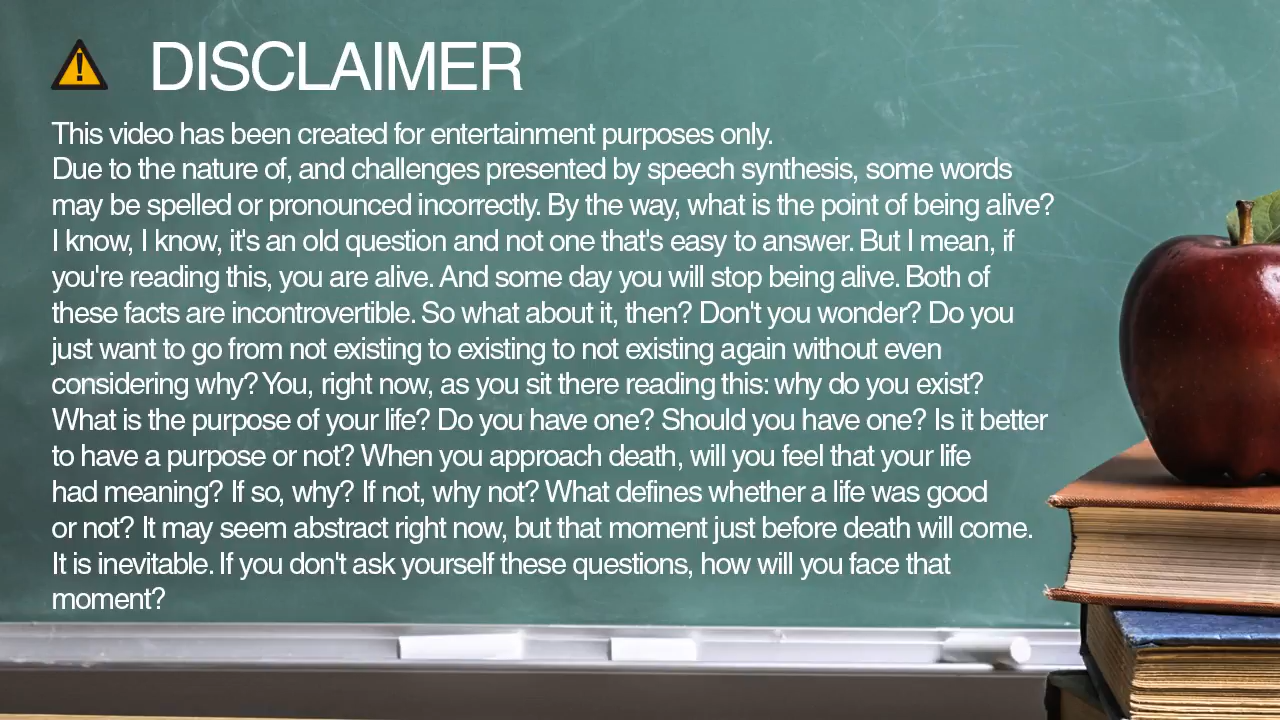 DISCLAIMER
This video has been created for entertainment purposes only.
Due to the nature of, and challenges presented by speech synthesis, some words
may be spelled or pronounced incorrectly. By the way, what is the point of being alive?
I know, I know, it's an old question and not one that's easy to answer. But I mean, if
you're reading this, you are alive. And some day you will stop being alive. Both of
these facts are incontrovertible. So what about it, then? Don't you wonder? Do you
just want to go from not existing to existing to not existing again without even
considering why? You, right now, as you sit there reading this: why do you exist?
What is the purpose of your life? Do you have one? Should you have one? Is it better
to have a purpose or not? When you approach death, will you feel that your life
had meaning? If so, why? If not, why not? What defines whether a life was good
or not? It may seem abstract right now, but that moment just before death will come.
It is inevitable. If you don't ask yourself these questions, how will you face that
moment?